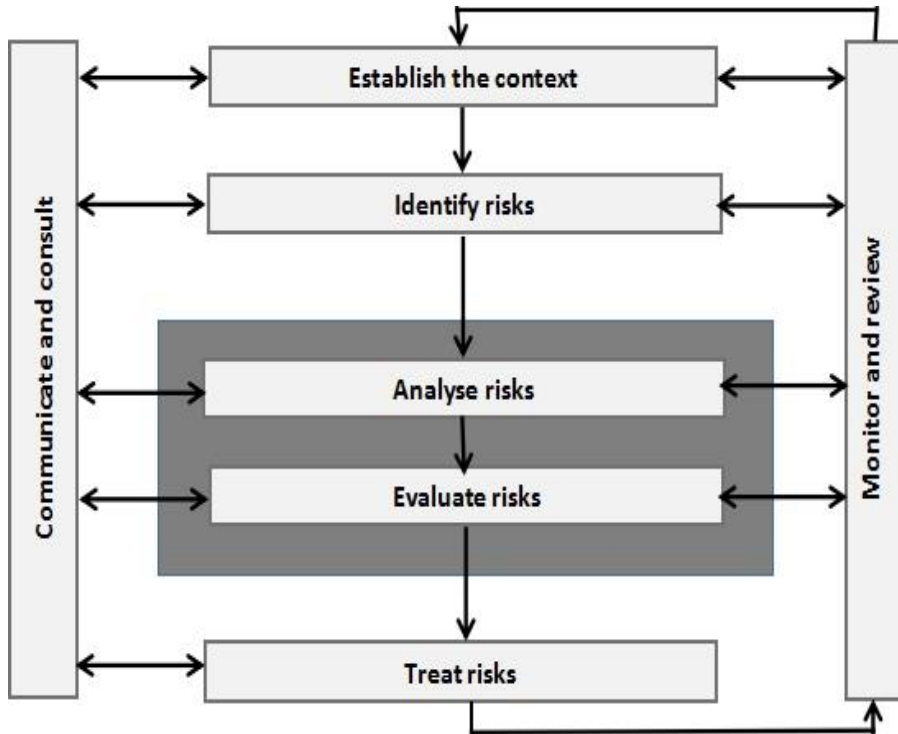 Establish the context
Identify risks
Analyse risks
Evaluate risks
Treat risks
Communicate and consult
Monitor and review